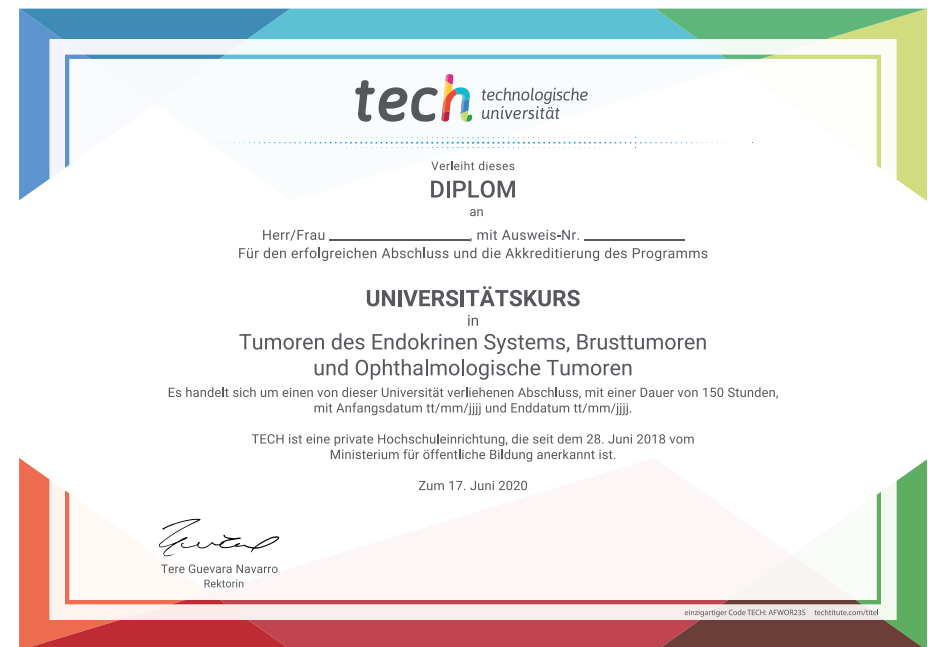 tech technologische
universität
Verleiht dieses
DIPLOM
an
Herr/Frau ____________________, mit Ausweis-Nr. ______________
Für den erfolgreichen Abschluss und die Akkreditierung des Programms
UNIVERSITÄTSKURS
in
Tumoren des Endokrinen Systems, Brusttumoren
und Ophthalmologische Tumoren
Es handelt sich um einen von dieser Universität verliehenen Abschluss, mit einer Dauer von 150 Stunden,
mit Anfangsdatum tt/mm/jjjj und Enddatum tt/mm/jjjj.
TECH ist eine private Hochschuleinrichtung, die seit dem 28. Juni 2018 vom
Ministerium für öffentliche Bildung anerkannt ist.
Zum 17. Juni 2020
Tere Guevara Navarro
Rektorin
einzigartiger Code TECH: AFWOR23S techtitute.com/titel